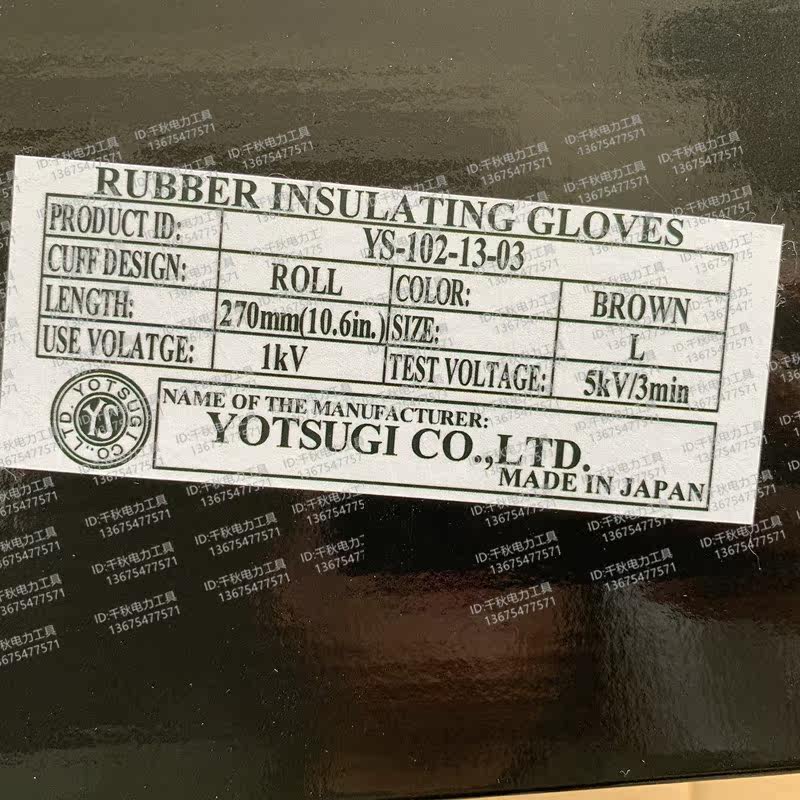 RUBBER INSULATING GLOVES
PRODUCT ID: YS-102-13-03
CUFF DESIGN: ROLL COLOR: BROWN
LENGTH: 270mm(10.6in.) SIZE: L
USE VOLATGE: 1kV TEST VOLTAGE: 5kV/3min
YOTSUGI CO.,LTD.
YS
NAME OF THE MANUFACTURER:
YOTSUGI CO.,LTD.
MADE IN JAPAN
ID:千秋电力工具
13675477571